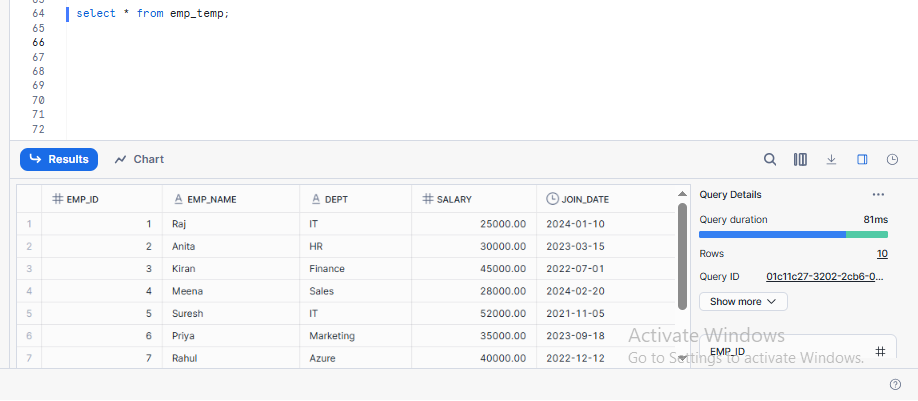 63
64 select * from emp_temp;
65
66
67
68
69
70
71
72
Results Chart
EMP_ID EMP_NAME DEPT SALARY JOIN_DATE
1 1 Raj IT 25000.00 2024-01-10
2 2 Anita HR 30000.00 2023-03-15
3 3 Kiran Finance 45000.00 2022-07-01
4 4 Meena Sales 28000.00 2024-02-20
5 5 Suresh IT 52000.00 2021-11-05
6 6 Priya Marketing 35000.00 2023-09-18
7 7 Rahul Azure 40000.00 2022-12-12
Query Details ...
Query duration 81ms
Rows 10
Query ID 01c11c27-3202-2cb6-0...
Show more
EMP_ID #
Activate Windows
Go to Settings to activate Windows.